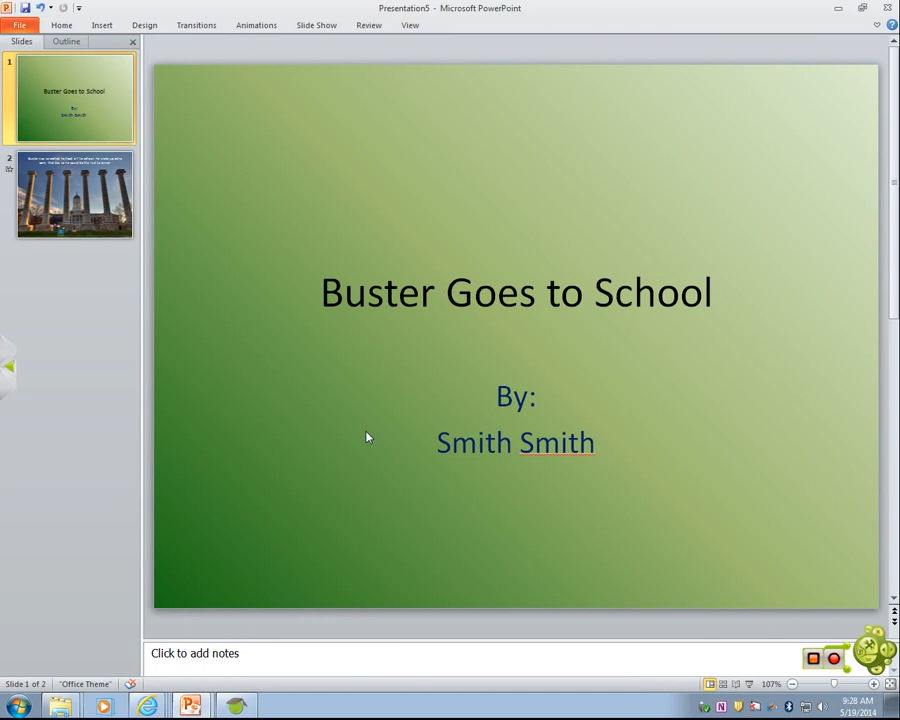 Presentation5 - Microsoft PowerPoint
File Home Insert Design Transitions Animations Slide Show Review View
Slides Outline
1
Buster Goes to School
By:
Smith Smith
2
Buster Goes to School
By:
Smith Smith
Click to add notes
Slide 1 of 2 "Office Theme" 107%
9:28 AM
5/19/2014